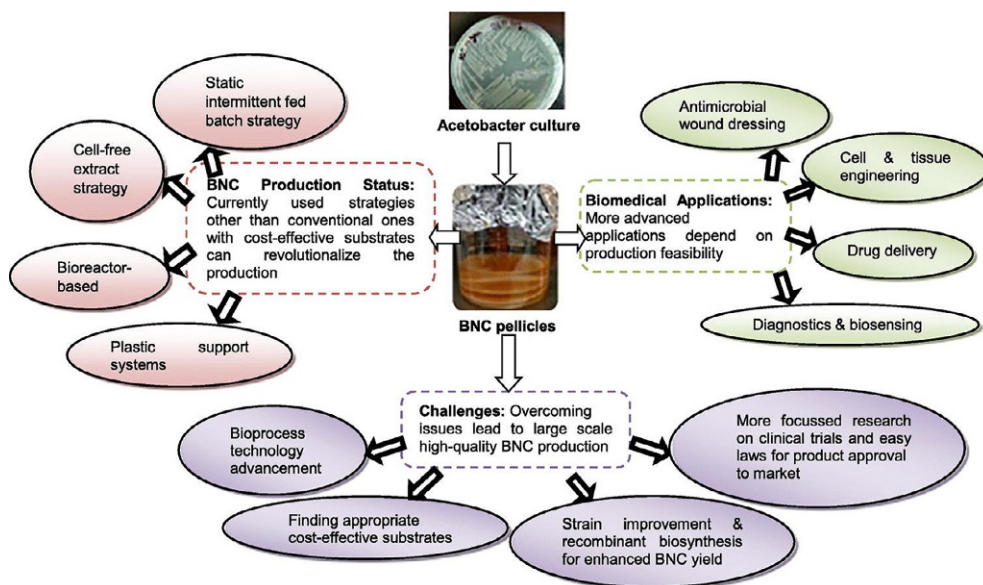 Acetobacter culture
BNC pellicles
BNC Production Status:
Currently used strategies
other than conventional ones
with cost-effective substrates
can revolutionalize the
production
Static
intermittent fed
batch strategy
Cell-free
extract
strategy
Bioreactor-
based
Plastic support
systems
Biomedical Applications:
More advanced
applications depend on
production feasibility
Antimicrobial
wound dressing
Cell & tissue
engineering
Drug delivery
Diagnostics & biosensing
Challenges: Overcoming
issues lead to large scale
high-quality BNC production
Bioprocess
technology
advancement
Finding appropriate
cost-effective substrates
Strain improvement &
recombinant biosynthesis
for enhanced BNC yield
More focussed research
on clinical trials and easy
laws for product approval
to market